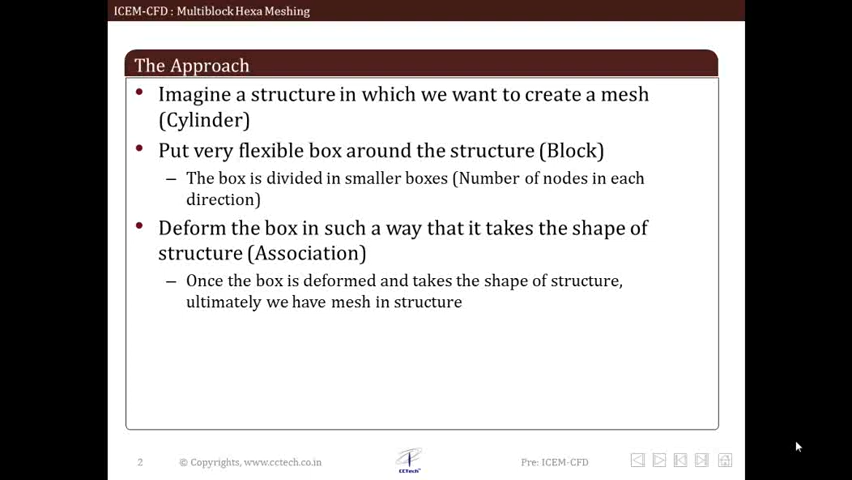 ICEM-CFD : Multiblock Hexa Meshing
The Approach
• Imagine a structure in which we want to create a mesh
(Cylinder)
• Put very flexible box around the structure (Block)
– The box is divided in smaller boxes (Number of nodes in each
direction)
• Deform the box in such a way that it takes the shape of
structure (Association)
– Once the box is deformed and takes the shape of structure,
ultimately we have mesh in structure
2 © Copyrights, www.cctech.co.in CCTech Pre: ICEM-CFD